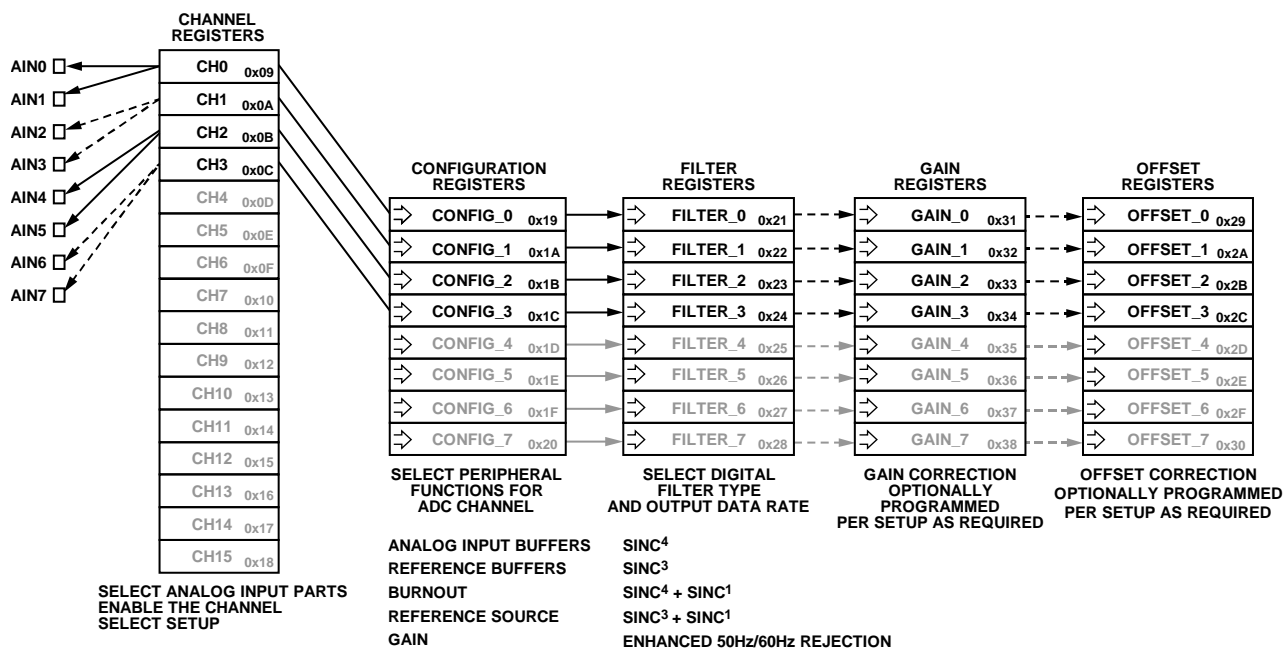 CHANNEL
REGISTERS
AIN0
AIN1
AIN2
AIN3
AIN4
AIN5
AIN6
AIN7
CH0 0x09
CH1 0x0A
CH2 0x0B
CH3 0x0C
CH4 0x0D
CH5 0x0E
CH6 0x0F
CH7 0x10
CH8 0x11
CH9 0x12
CH10 0x13
CH11 0x14
CH12 0x15
CH13 0x16
CH14 0x17
CH15 0x18
SELECT ANALOG INPUT PARTS
ENABLE THE CHANNEL
SELECT SETUP
CONFIGURATION
REGISTERS
CONFIG_0 0x19
CONFIG_1 0x1A
CONFIG_2 0x1B
CONFIG_3 0x1C
CONFIG_4 0x1D
CONFIG_5 0x1E
CONFIG_6 0x1F
CONFIG_7 0x20
SELECT PERIPHERAL
FUNCTIONS FOR
ADC CHANNEL
ANALOG INPUT BUFFERS
REFERENCE BUFFERS
BURNOUT
REFERENCE SOURCE
GAIN
FILTER
REGISTERS
FILTER_0 0x21
FILTER_1 0x22
FILTER_2 0x23
FILTER_3 0x24
FILTER_4 0x25
FILTER_5 0x26
FILTER_6 0x27
FILTER_7 0x28
SELECT DIGITAL
FILTER TYPE
AND OUTPUT DATA RATE
SINC⁴
SINC³
SINC⁴ + SINC¹
SINC³ + SINC¹
ENHANCED 50Hz/60Hz REJECTION
GAIN
REGISTERS
GAIN_0 0x31
GAIN_1 0x32
GAIN_2 0x33
GAIN_3 0x34
GAIN_4 0x35
GAIN_5 0x36
GAIN_6 0x37
GAIN_7 0x38
GAIN CORRECTION
OPTIONALLY
PROGRAMMED
PER SETUP AS REQUIRED
OFFSET
REGISTERS
OFFSET_0 0x29
OFFSET_1 0x2A
OFFSET_2 0x2B
OFFSET_3 0x2C
OFFSET_4 0x2D
OFFSET_5 0x2E
OFFSET_6 0x2F
OFFSET_7 0x30
OFFSET CORRECTION
OPTIONALLY PROGRAMMED
PER SETUP AS REQUIRED